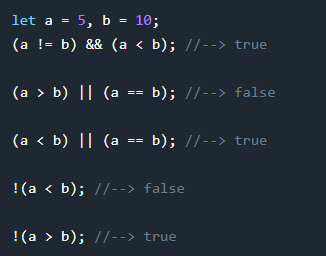 let a = 5, b = 10;
(a != b) && (a < b); //--> true
(a > b) || (a == b); //--> false
(a < b) || (a == b); //--> true
!(a < b); //--> false
!(a > b); //--> true